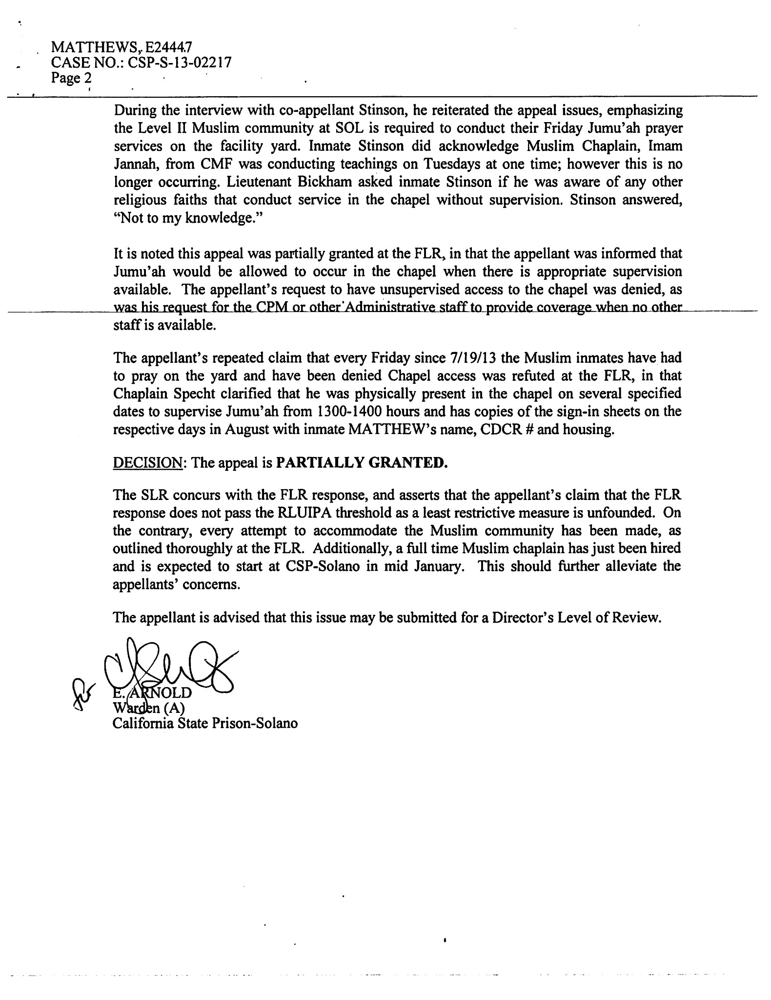 MATTHEWS, E24447
CASE NO.: CSP-S-13-02217
Page 2
During the interview with co-appellant Stinson, he reiterated the appeal issues, emphasizing
the Level II Muslim community at SOL is required to conduct their Friday Jumu'ah prayer
services on the facility yard. Inmate Stinson did acknowledge Muslim Chaplain, Imam
Jannah, from CMF was conducting teachings on Tuesdays at one time; however this is no
longer occurring. Lieutenant Bickham asked inmate Stinson if he was aware of any other
religious faiths that conduct service in the chapel without supervision. Stinson answered,
“Not to my knowledge.”
It is noted this appeal was partially granted at the FLR, in that the appellant was informed that
Jumu'ah would be allowed to occur in the chapel when there is appropriate supervision
available. The appellant's request to have unsupervised access to the chapel was denied, as
was his request for the CPM or other Administrative staff to provide coverage when no other
staff is available.
The appellant's repeated claim that every Friday since 7/19/13 the Muslim inmates have had
to pray on the yard and have been denied Chapel access was refuted at the FLR, in that
Chaplain Specht clarified that he was physically present in the chapel on several specified
dates to supervise Jumu'ah from 1300-1400 hours and has copies of the sign-in sheets on the
respective days in August with inmate MATTHEW's name, CDCR # and housing.
DECISION: The appeal is PARTIALLY GRANTED.
The SLR concurs with the FLR response, and asserts that the appellant's claim that the FLR
response does not pass the RLUIPA threshold as a least restrictive measure is unfounded. On
the contrary, every attempt to accommodate the Muslim community has been made, as
outlined thoroughly at the FLR. Additionally, a full time Muslim chaplain has just been hired
and is expected to start at CSP-Solano in mid January. This should further alleviate the
appellants' concerns.
The appellant is advised that this issue may be submitted for a Director's Level of Review.
for
E. ARNOLD
Warden (A)
California State Prison-Solano